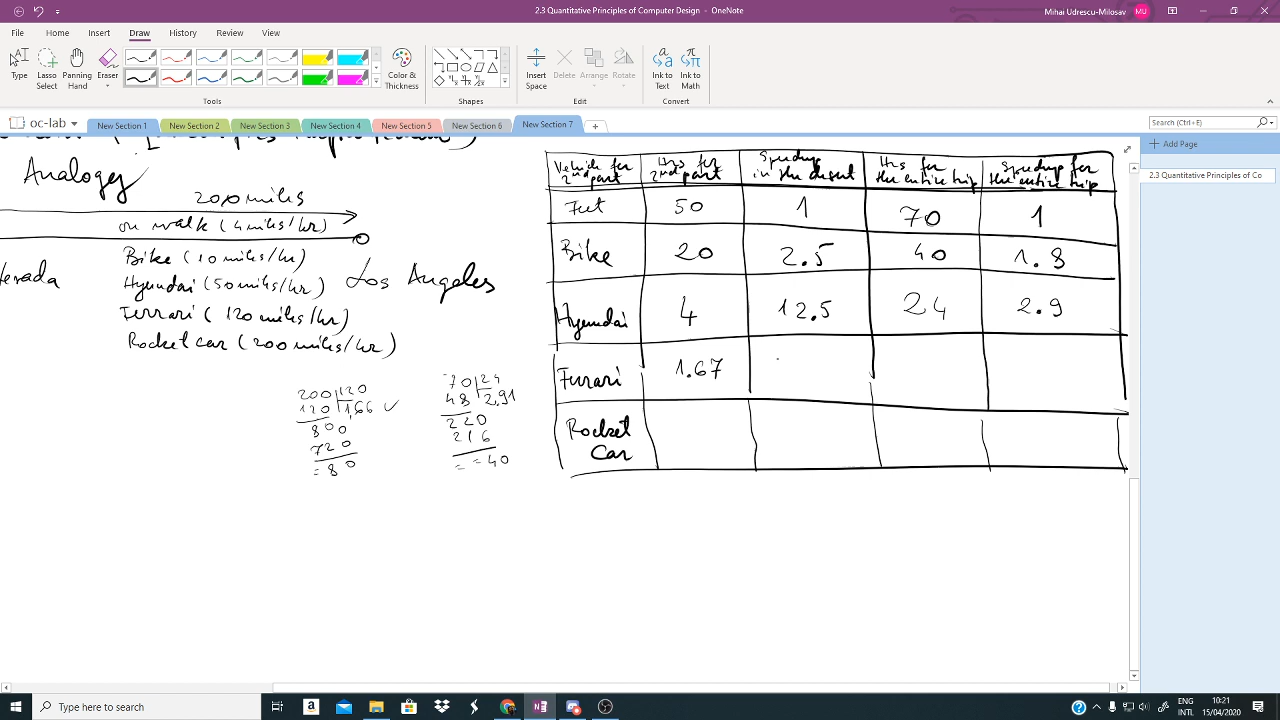 2.3 Quantitative Principles of Computer Design - OneNote
Mihai Udrescu-Milosav MU
File Home Insert Draw History Review View
Type
Lasso Select
Panning Hand
Eraser
Color & Thickness
Insert Space
Delete
Arrange
Rotate
Ink to Text
Ink to Math
Tools Shapes Edit Convert
oc-lab
New Section 1 New Section 2 New Section 3 New Section 4 New Section 5 New Section 6 New Section 7
Search (Ctrl+E)
Add Page
2.3 Quantitative Principles of Co
Analogey
200 miles
on walk (4 miles/hr)
Bike (10 miles/hr)
Hyundai (50 miles/hr)
Ferrari (120 miles/hr)
Rocket car (200 miles/hr)
Los Angeles
200 120
120 1,66
800
720
= 80
70 24
48 2,91
220
216
= = 40
Vehicle for 2nd part
Hrs for 2nd part
Speedup in the desert
Hrs for the entire trip
Speedup for the entire trip
Feet 50 1 70 1
Bike 20 2.5 40 1.8
Hyundai 4 12.5 24 2.9
Ferrari 1.67
Rocket Car
Type here to search
ENG
INTL
10:21
15/04/2020